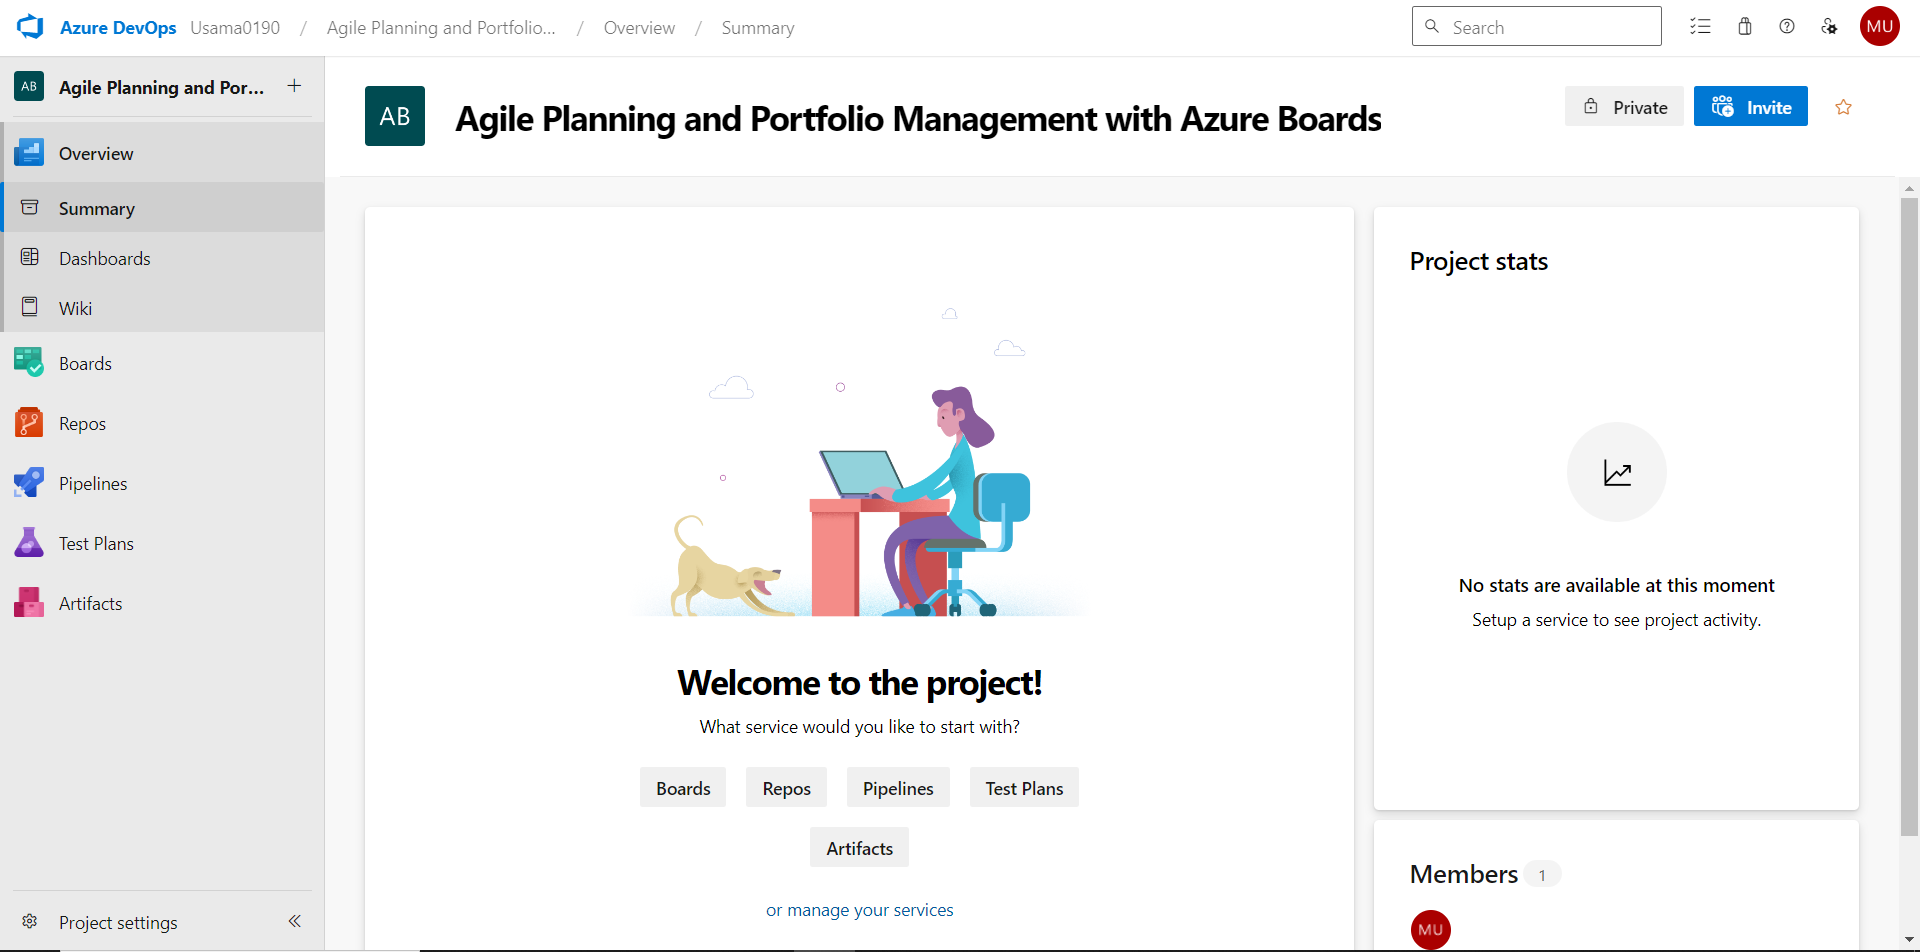 Azure DevOps Usama0190 / Agile Planning and Portfolio... / Overview / Summary
Search
MU
AB Agile Planning and Por... +
Overview
Summary
Dashboards
Wiki
Boards
Repos
Pipelines
Test Plans
Artifacts
Project settings
AB
Agile Planning and Portfolio Management with Azure Boards
Private
Invite
Welcome to the project!
What service would you like to start with?
Boards
Repos
Pipelines
Test Plans
Artifacts
or manage your services
Project stats
No stats are available at this moment
Setup a service to see project activity.
Members 1
MU